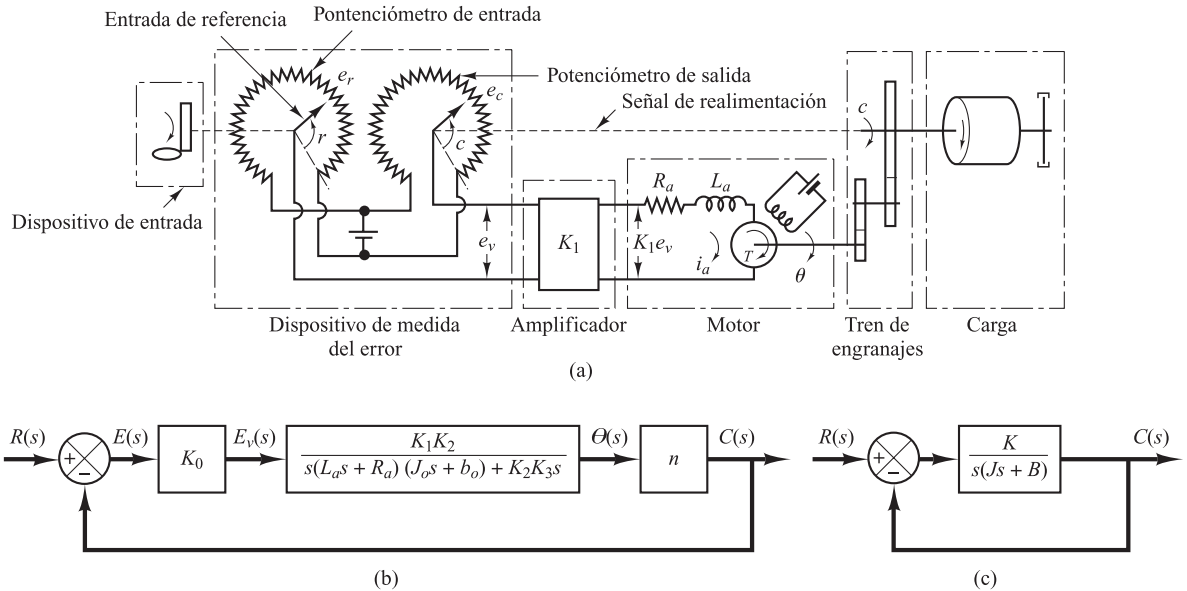 Entrada de referencia
Pontenciómetro de entrada
Potenciómetro de salida
Señal de realimentación
e_r
e_c
r
c
c
Dispositivo de entrada
e_v
K_1
K_1e_v
R_a
L_a
i_a
T
θ
Dispositivo de medida
del error
Amplificador
Motor
Tren de
engranajes
Carga
(a)
R(s)
+
−
E(s)
K_0
E_v(s)
K_1K_2
s(L_as + R_a) (J_os + b_o) + K_2K_3s
Θ(s)
n
C(s)
(b)
R(s)
+
−
K
s(Js + B)
C(s)
(c)